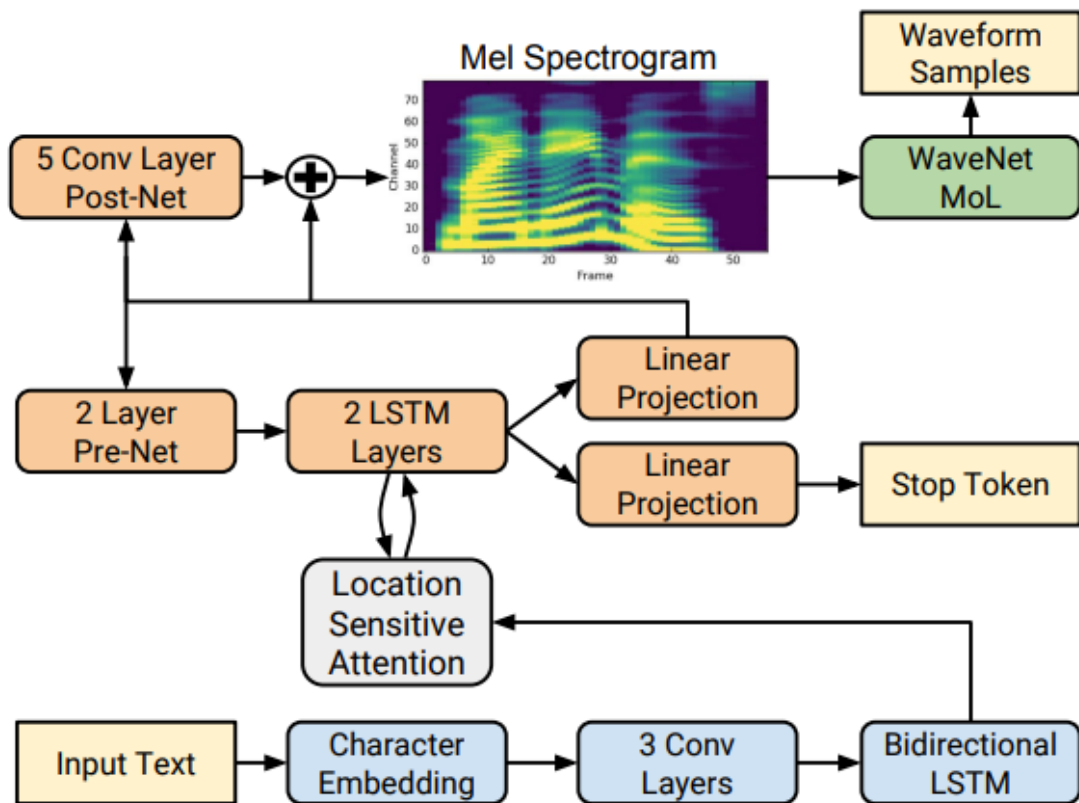 Waveform
Samples
Mel Spectrogram
5 Conv Layer
Post-Net
WaveNet
MoL
Channel
70
60
50
40
30
20
10
0
0 10 20 30 40 50
Frame
Linear
Projection
2 Layer
Pre-Net
2 LSTM
Layers
Linear
Projection
Stop Token
Location
Sensitive
Attention
Input Text
Character
Embedding
3 Conv
Layers
Bidirectional
LSTM